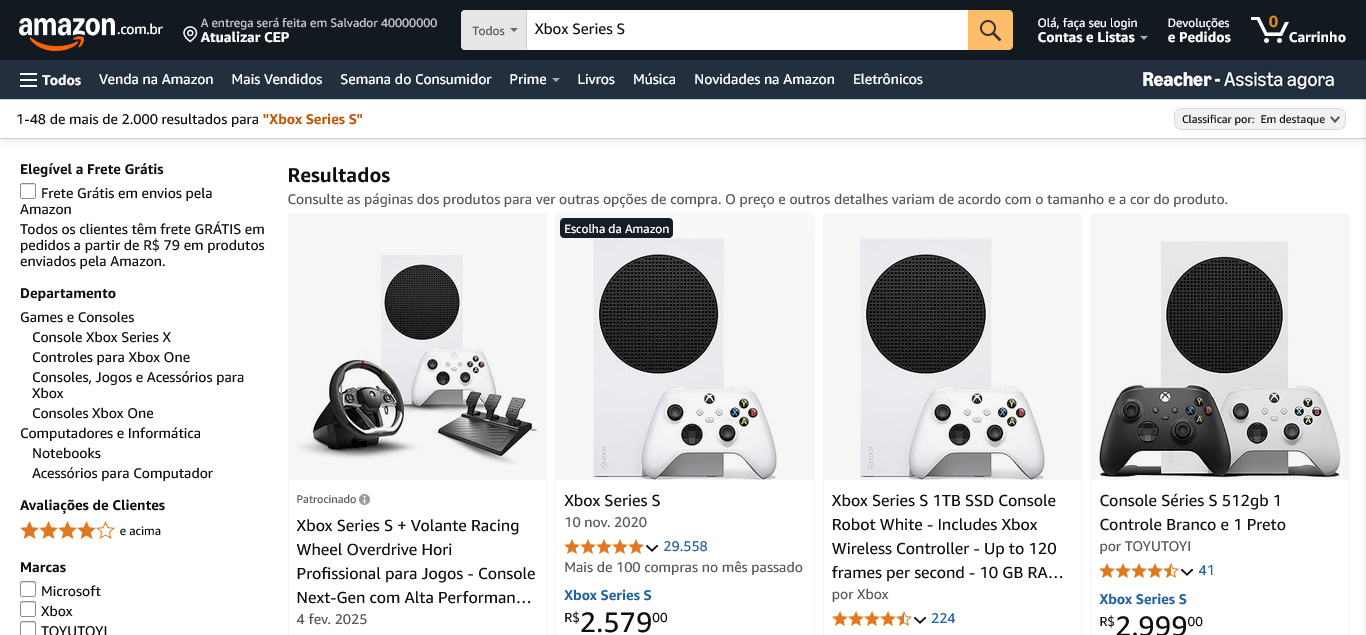 amazon.com.br
A entrega será feita em Salvador 40000000
Atualizar CEP
Todos
Xbox Series S
Olá, faça seu login
Contas e Listas
Devoluções
e Pedidos
0
Carrinho
Todos
Venda na Amazon
Mais Vendidos
Semana do Consumidor
Prime
Livros
Música
Novidades na Amazon
Eletrônicos
Reacher - Assista agora
1-48 de mais de 2.000 resultados para "Xbox Series S"
Classificar por: Em destaque
Elegível a Frete Grátis
Frete Grátis em envios pela
Amazon
Todos os clientes têm frete GRÁTIS em
pedidos a partir de R$ 79 em produtos
enviados pela Amazon.
Departamento
Games e Consoles
Console Xbox Series X
Controles para Xbox One
Consoles, Jogos e Acessórios para
Xbox
Consoles Xbox One
Computadores e Informática
Notebooks
Acessórios para Computador
Avaliações de Clientes
e acima
Marcas
Microsoft
Xbox
TOYUTOYI
Resultados
Consulte as páginas dos produtos para ver outras opções de compra. O preço e outros detalhes variam de acordo com o tamanho e a cor do produto.
Patrocinado
Xbox Series S + Volante Racing
Wheel Overdrive Hori
Profissional para Jogos - Console
Next-Gen com Alta Performan…
4 fev. 2025
Escolha da Amazon
Xbox Series S
10 nov. 2020
29.558
Mais de 100 compras no mês passado
Xbox Series S
R$2.57900
Xbox Series S 1TB SSD Console
Robot White - Includes Xbox
Wireless Controller - Up to 120
frames per second - 10 GB RA…
por Xbox
224
Console Séries S 512gb 1
Controle Branco e 1 Preto
por TOYUTOYI
41
Xbox Series S
R$2.99900